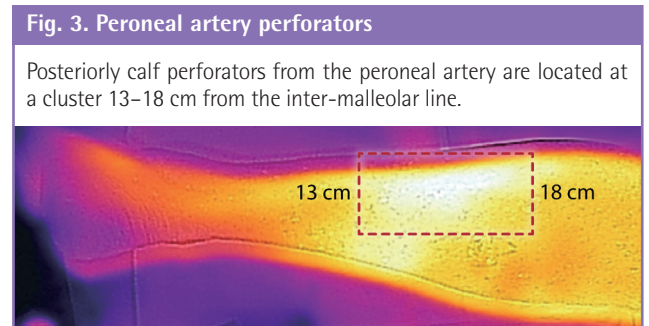 Fig. 3. Peroneal artery perforators
Posteriorly calf perforators from the peroneal artery are located at
a cluster 13–18 cm from the inter-malleolar line.
13 cm
18 cm